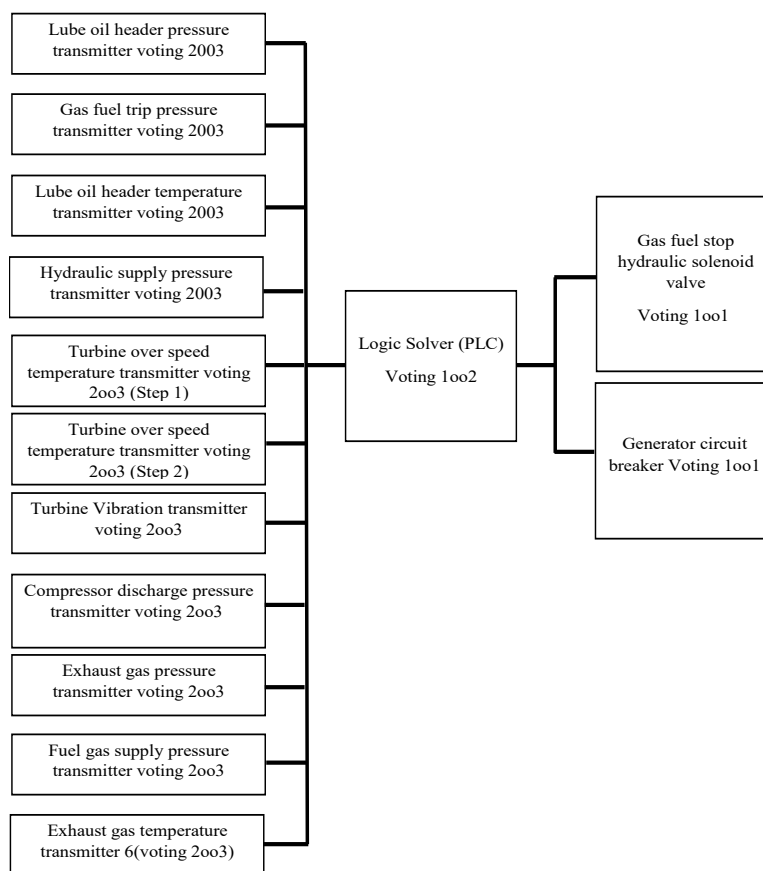 Lube oil header pressure
transmitter voting 2003
Gas fuel trip pressure
transmitter voting 2003
Lube oil header temperature
transmitter voting 2003
Hydraulic supply pressure
transmitter voting 2003
Turbine over speed
temperature transmitter voting
2oo3 (Step 1)
Turbine over speed
temperature transmitter voting
2oo3 (Step 2)
Turbine Vibration transmitter
voting 2oo3
Compressor discharge pressure
transmitter voting 2oo3
Exhaust gas pressure
transmitter voting 2oo3
Fuel gas supply pressure
transmitter voting 2oo3
Exhaust gas temperature
transmitter 6(voting 2oo3)
Logic Solver (PLC)
Voting 1oo2
Gas fuel stop
hydraulic solenoid
valve
Voting 1oo1
Generator circuit
breaker Voting 1oo1